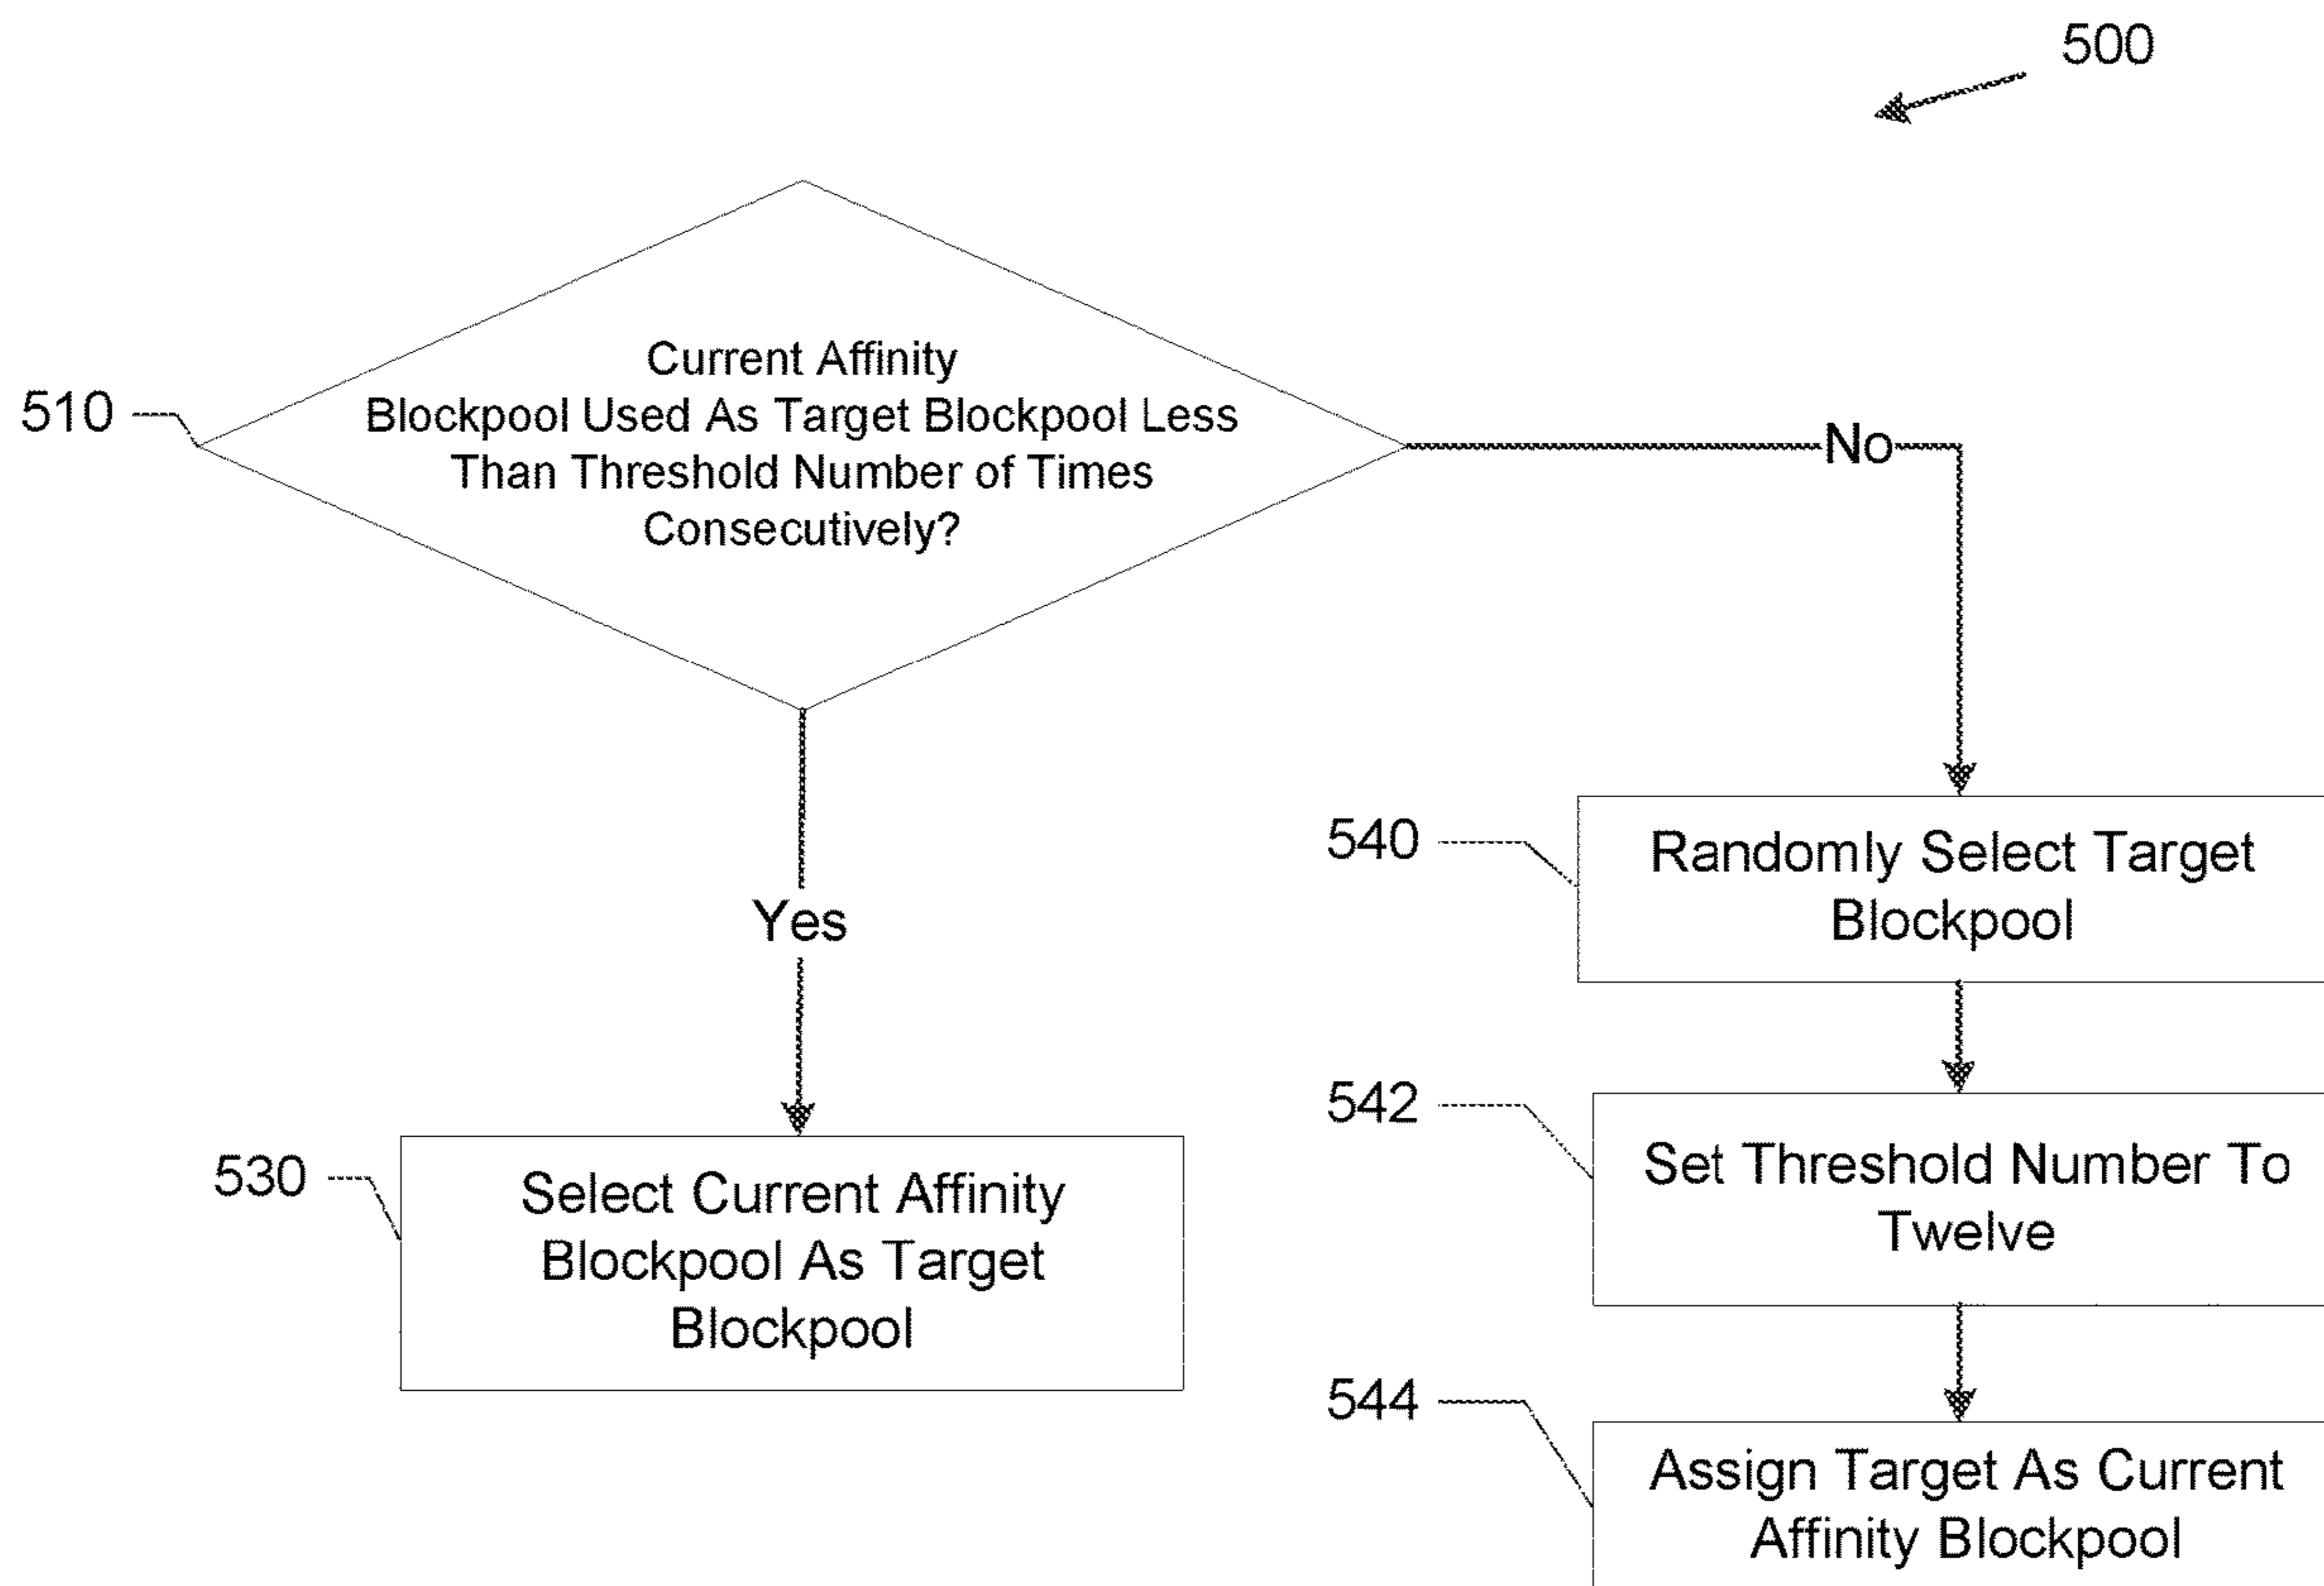 500
510
Current Affinity
Blockpool Used As Target Blockpool Less
Than Threshold Number of Times
Consecutively?
No
Yes
540
Randomly Select Target
Blockpool
542
Set Threshold Number To
Twelve
530
Select Current Affinity
Blockpool As Target
Blockpool
544
Assign Target As Current
Affinity Blockpool